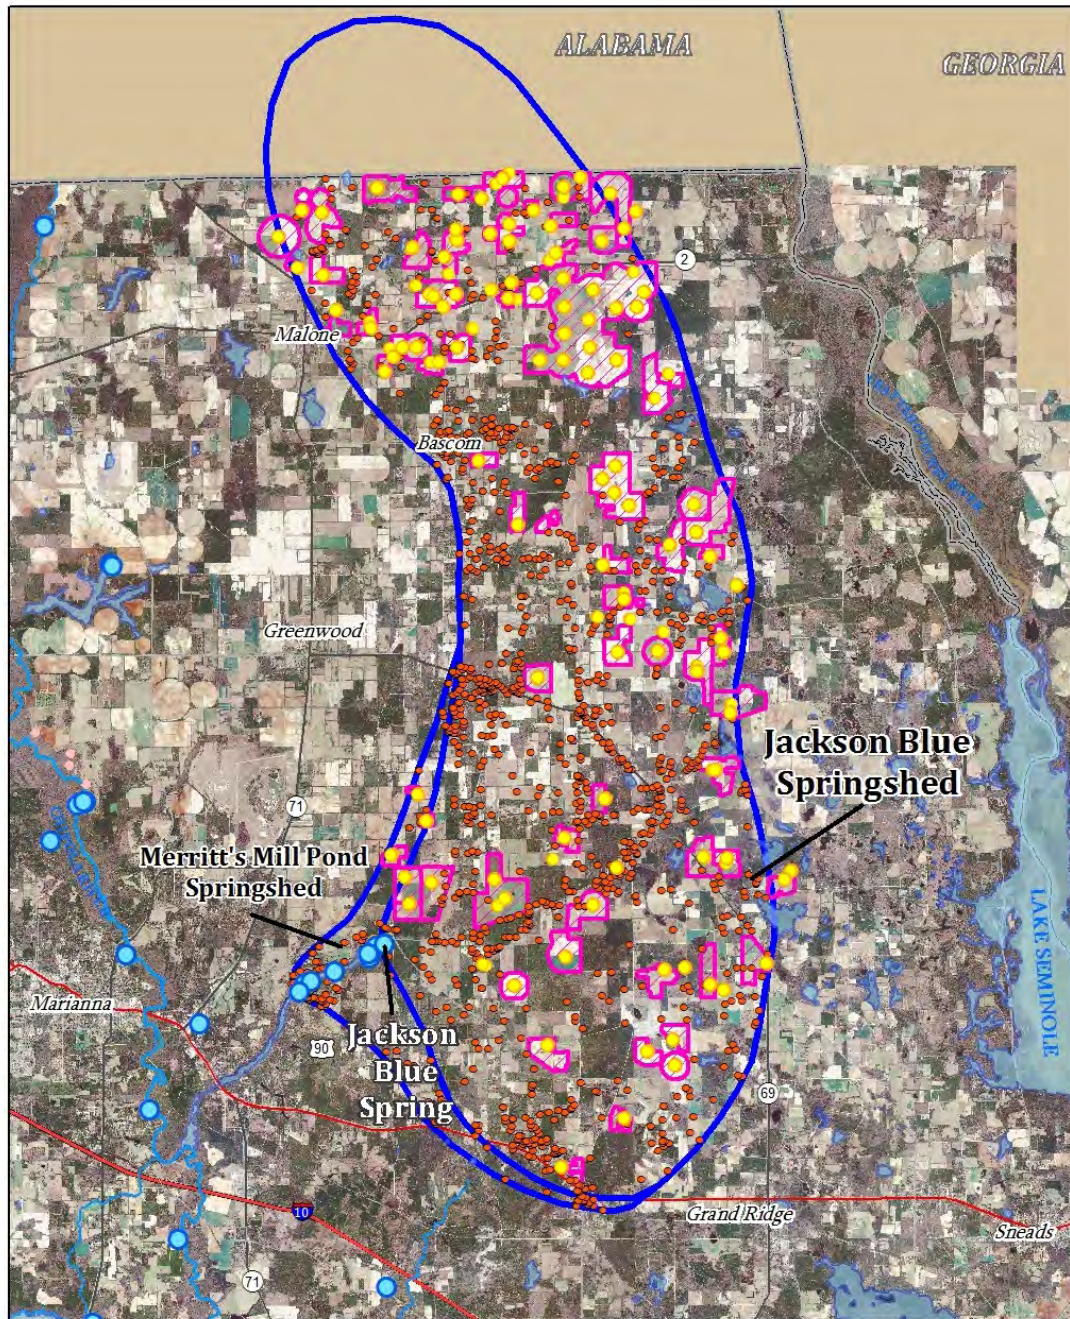 ALABAMA
GEORGIA
2
Malone
Bascom
Greenwood
Jackson Blue
Springshed
71
Merritt's Mill Pond
Springshed
LAKE SEMINOLE
Marianna
90
Jackson
Blue
Spring
69
10
Grand Ridge
Sneads
71